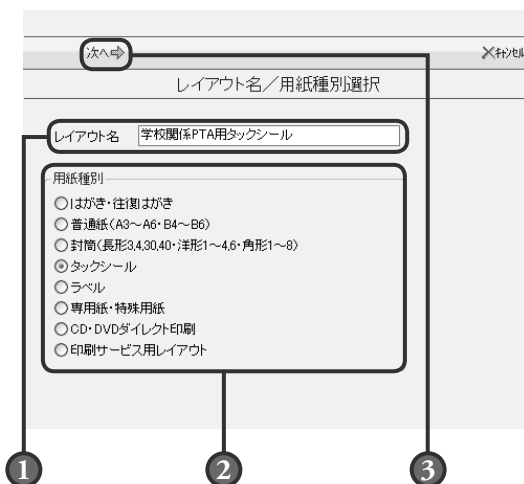 次へ
キャンセル
レイアウト名／用紙種別選択
レイアウト名 学校関係PTA用タックシール
用紙種別
はがき・往復はがき
普通紙(A3～A6・B4～B6)
封筒(長形3,4,30,40・洋形1～4,6・角形1～8)
タックシール
ラベル
専用紙・特殊用紙
CD・DVDダイレクト印刷
印刷サービス用レイアウト
1 2 3